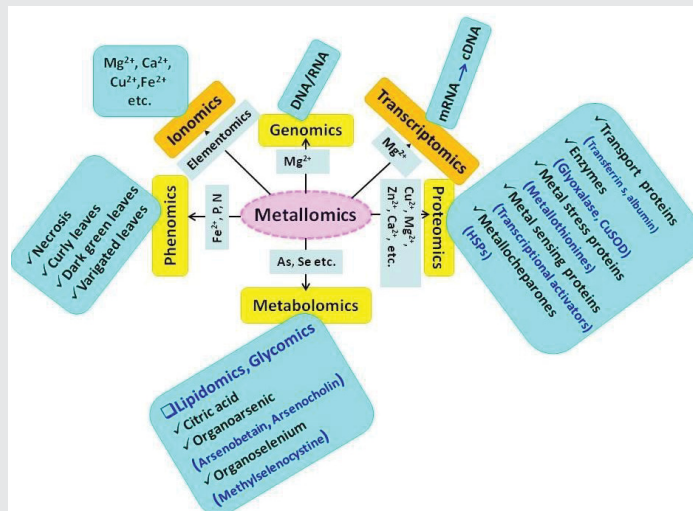 Mg²⁺, Ca²⁺,
Cu²⁺,Fe²⁺
etc.
Ionomics
Elementomics
DNA/RNA
Genomics
Mg²⁺
mRNA → cDNA
Transcriptomics
Mg²⁺
Metallomics
✓ Necrosis
✓ Curly leaves
✓ Dark green leaves
✓ Varigated leaves
Phenomics
Fe²⁺, P, N
Cu²⁺, Mg²⁺,
Zn²⁺, Ca²⁺,
etc.
Proteomics
✓ Transport proteins
(Transferrin s, albumin)
✓ Enzymes
(Glyoxalase, CuSOD)
✓ Metal stress proteins
(Metallothionines)
✓ Metal sensing proteins
(Transcriptional activators)
✓ Metallocheparones
(HSPs)
As, Se etc.
Metabolomics
❑Lipidomics, Glycomics
✓ Citric acid
✓ Organoarsenic
(Arsenobetain, Arsenocholin)
✓ Organoselenium
(Methylselenocystine)